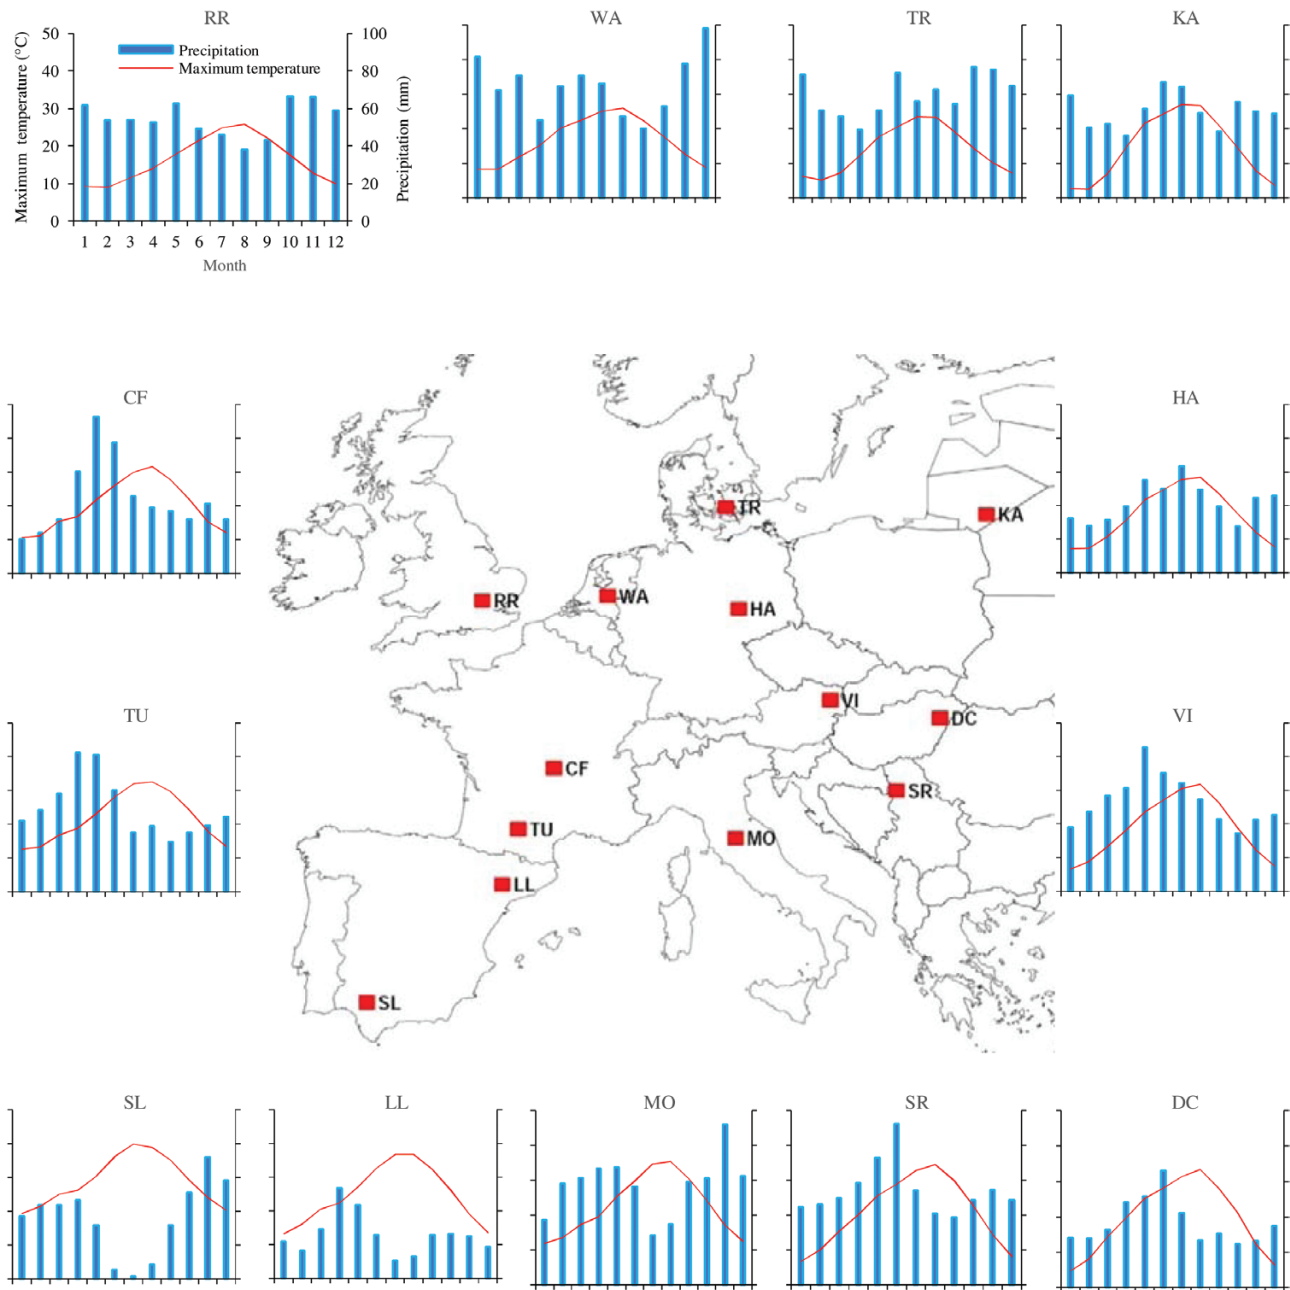 RR
WA
TR
KA
Maximum temperature (°C)
50
40
30
20
10
0
Precipitation
Maximum temperature
100
80
60
40
20
0
Precipitation (mm)
1 2 3 4 5 6 7 8 9 10 11 12
Month
CF
HA
TR
KA
RR
WA
HA
TU
VI
VI
DC
CF
SR
TU
MO
LL
SL
SL
LL
MO
SR
DC